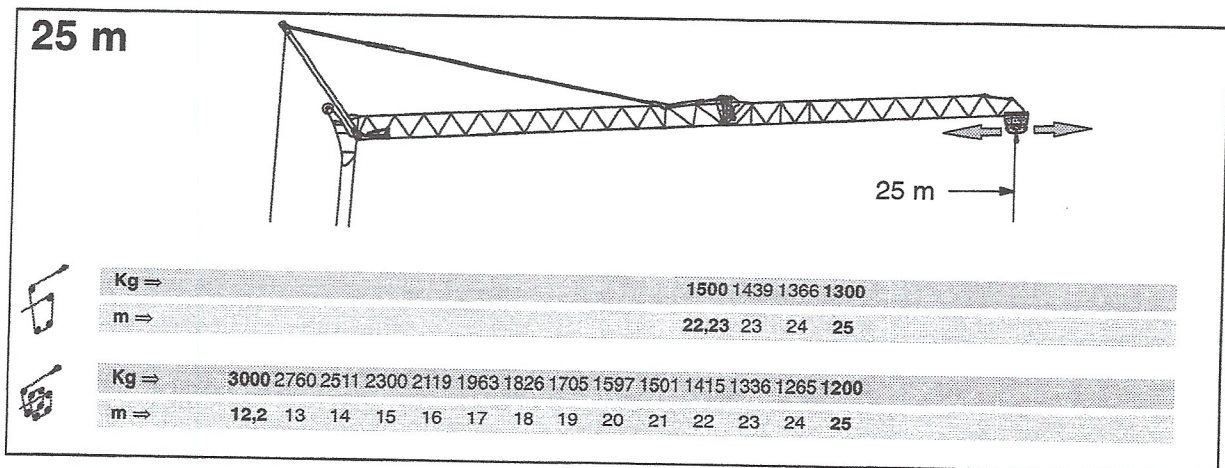 25 m
25 m
Kg ⇒ 1500 1439 1366 1300
m ⇒ 22,23 23 24 25
Kg ⇒ 3000 2760 2511 2300 2119 1963 1826 1705 1597 1501 1415 1336 1265 1200
m ⇒ 12,2 13 14 15 16 17 18 19 20 21 22 23 24 25